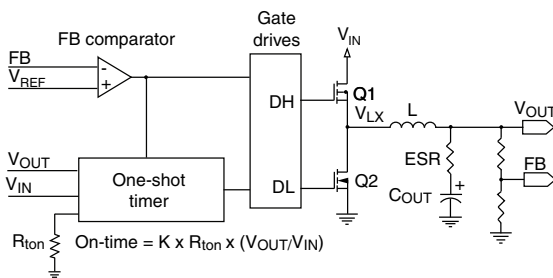 Gate
drives
FB comparator
V_IN
FB
V_REF
-
+
DH
Q1
V_LX
L
V_OUT
ESR
FB
V_OUT
V_IN
One-shot
timer
DL
Q2
C_OUT
+
R_ton
On-time = K x R_ton x (V_OUT/V_IN)